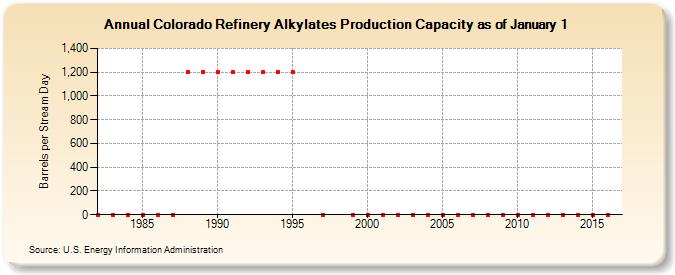 Annual Colorado Refinery Alkylates Production Capacity as of January 1
Barrels per Stream Day
1,400
1,200
1,000
800
600
400
200
0
1985 1990 1995 2000 2005 2010 2015
Source: U.S. Energy Information Administration